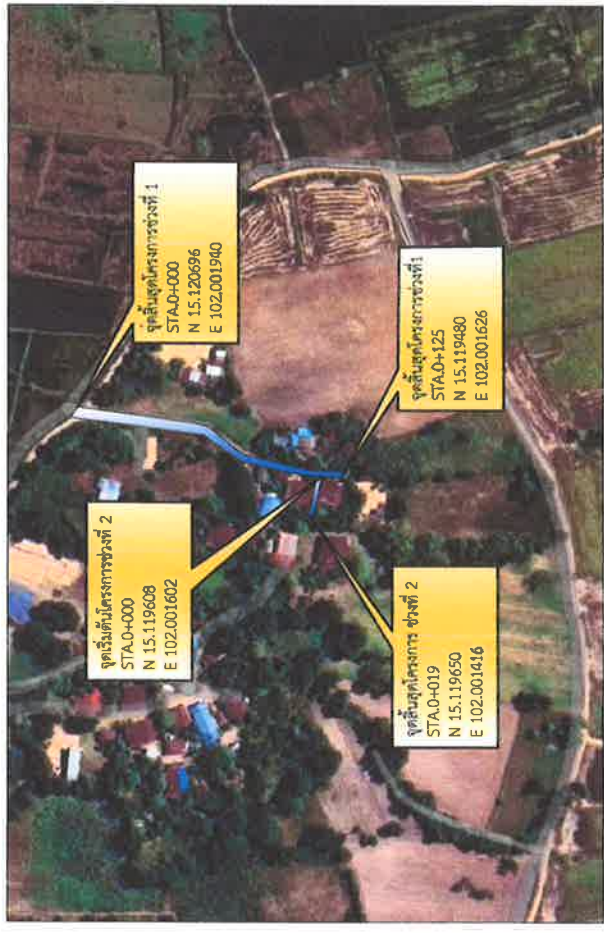 จุดเริ่มต้นโครงการช่วงที่ 2
STA.0+000
N 15.119608
E 102.001602
จุดสิ้นสุดโครงการช่วงที่ 1
STA.0+000
N 15.120696
E 102.001940
จุดสิ้นสุดโครงการ ช่วงที่ 2
STA.0+019
N 15.119650
E 102.001416
จุดสิ้นสุดโครงการช่วงที่1
STA.0+125
N 15.119480
E 102.001626